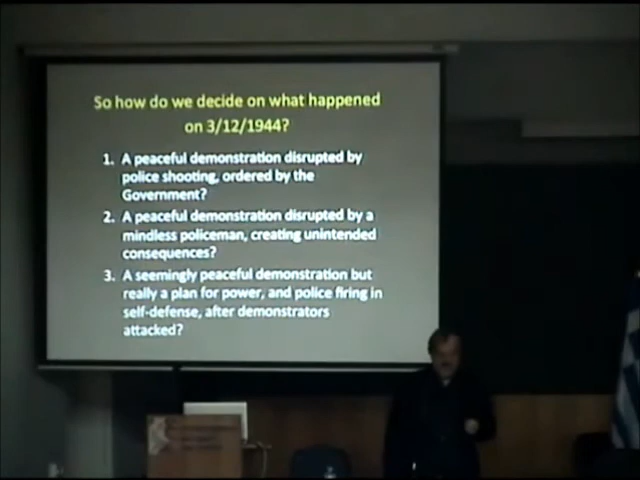 So how do we decide on what happened
on 3/12/1944?
1. A peaceful demonstration disrupted by
police shooting, ordered by the
Government?
2. A peaceful demonstration disrupted by a
mindless policeman, creating unintended
consequences?
3. A seemingly peaceful demonstration but
really a plan for power, and police firing in
self-defense, after demonstrators
attacked?